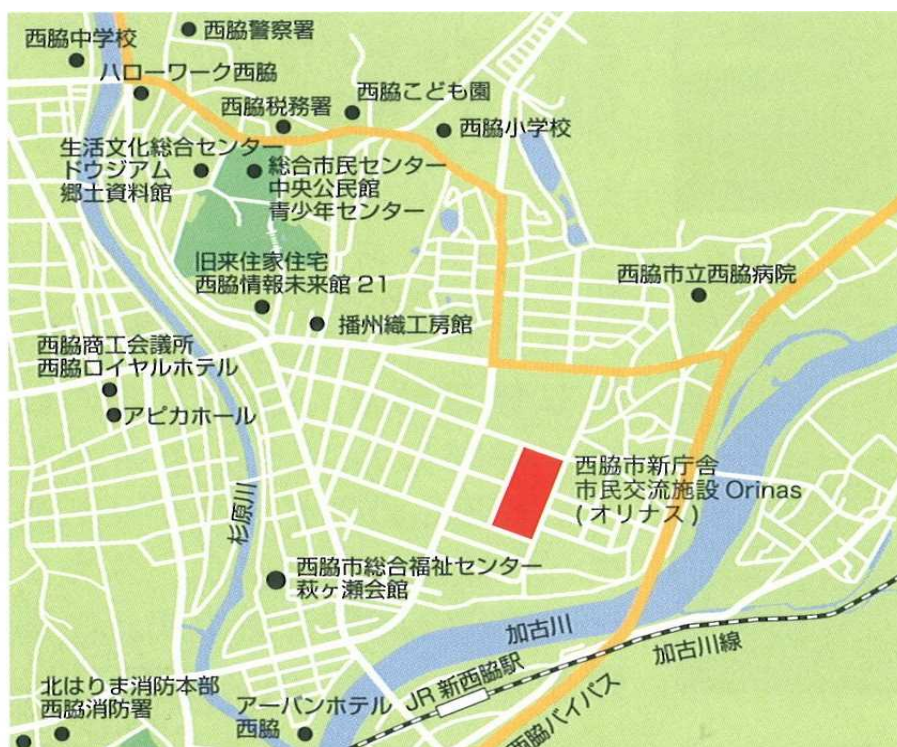 西脇警察署
西脇中学校
ハローワーク西脇
西脇こども園
西脇税務署
西脇小学校
生活文化総合センター
ドウジアム
郷土資料館
総合市民センター
中央公民館
青少年センター
旧来住家住宅
西脇情報未来館21
西脇市立西脇病院
播州織工房館
西脇商工会議所
西脇ロイヤルホテル
アピカホール
西脇市新庁舎
市民交流施設 Orinas
(オリナス)
杉原川
西脇市総合福祉センター
萩ヶ瀬会館
加古川
加古川線
JR 新西脇駅
北はりま消防本部
西脇消防署
アーバンホテル
西脇
西脇バイパス